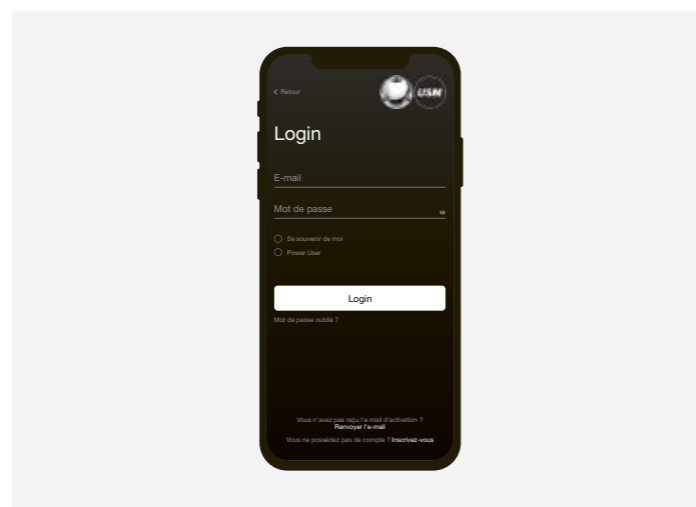 Retour
USM
Login
E-mail
Mot de passe
Se souvenir de moi
Power User
Login
Mot de passe oublié ?
Vous n'avez pas reçu l'e-mail d'activation ?
Renvoyer l'e-mail
Vous ne possédez pas de compte ? Inscrivez-vous